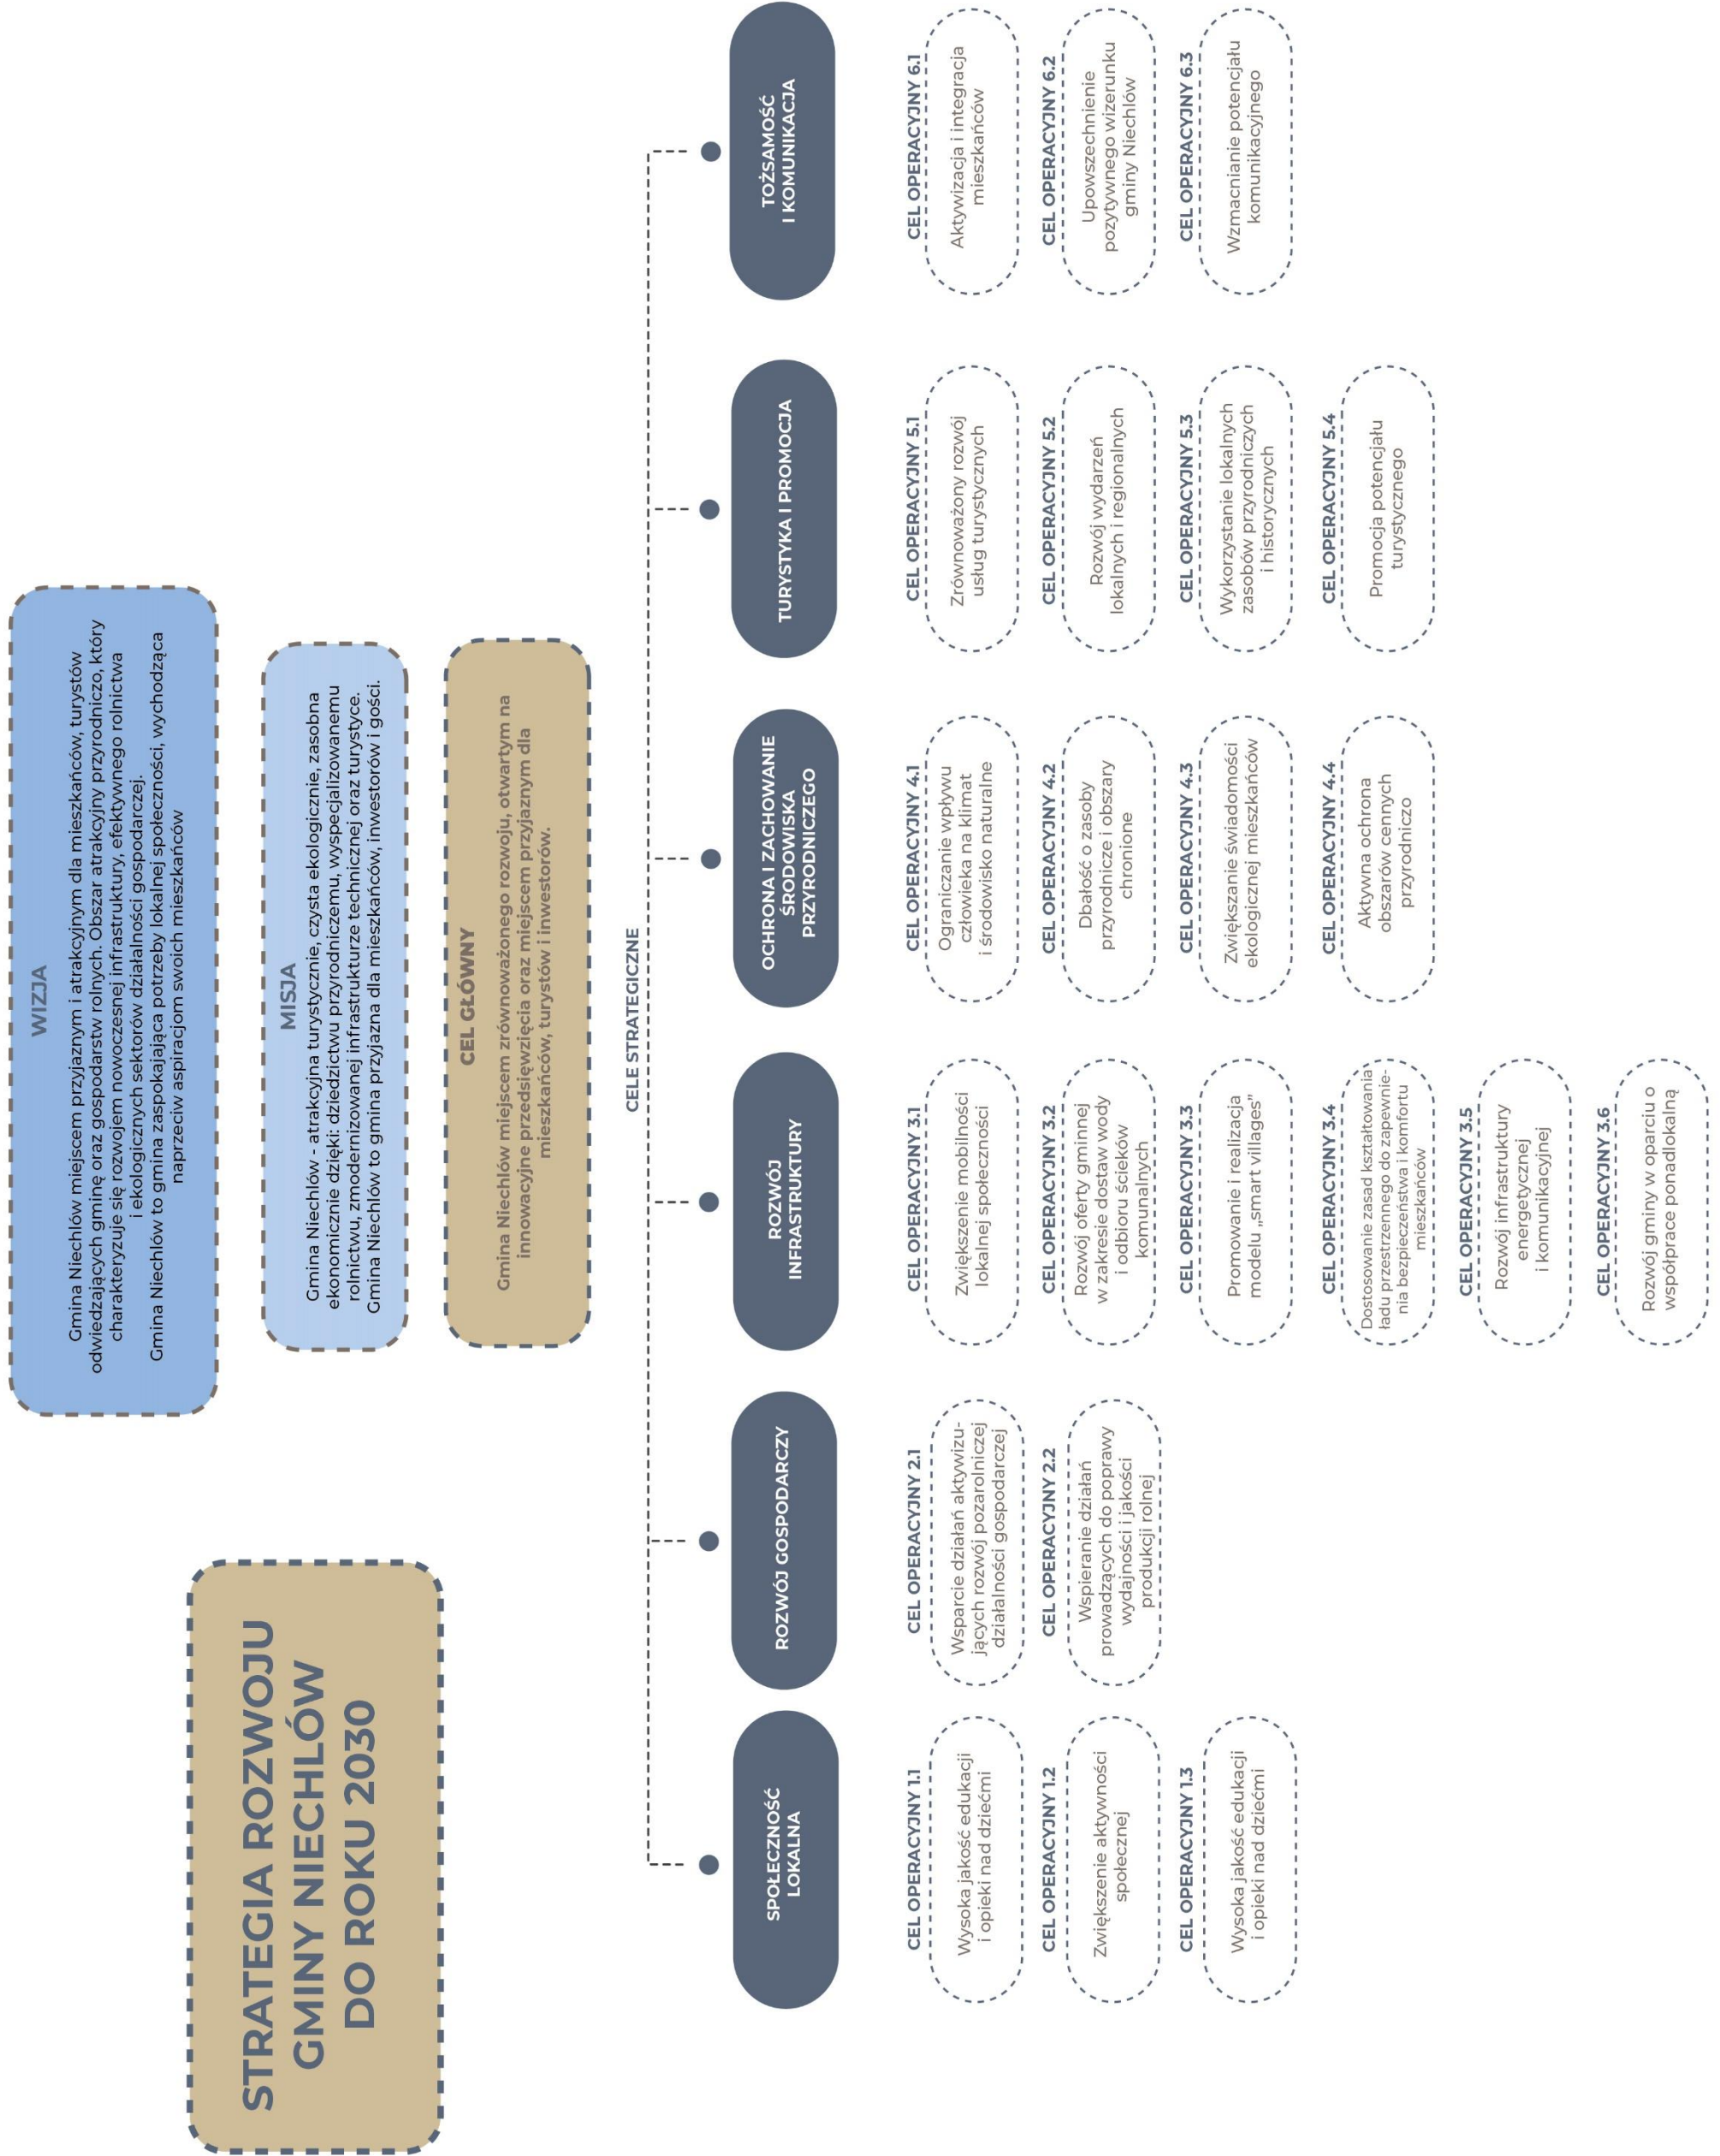 STRATEGIA ROZWOJU
GMINY NIECHLÓW
DO ROKU 2030
WIZJA
Gmina Niechlów miejscem przyjaznym i atrakcyjnym dla mieszkańców, turystów
odwiedzających gminę oraz gospodarstw rolnych. Obszar atrakcyjny przyrodniczo, który
charakteryzuje się rozwojem nowoczesnej infrastruktury, efektywnego rolnictwa
i ekologicznych sektorów działalności gospodarczej.
Gmina Niechlów to gmina zaspokajająca potrzeby lokalnej społeczności, wychodząca
naprzeciw aspiracjom swoich mieszkańców
MISJA
Gmina Niechlów - atrakcyjna turystycznie, czysta ekologicznie, zasobna
ekonomicznie dzięki: dziedzictwu przyrodniczemu, wyspecjalizowanemu
rolnictwu, zmodernizowanej infrastrukturze technicznej oraz turystyce.
Gmina Niechlów to gmina przyjazna dla mieszkańców, inwestorów i gości.
CEL GŁÓWNY
Gmina Niechlów miejscem zrównoważonego rozwoju, otwartym na
innowacyjne przedsięwzięcia oraz miejscem przyjaznym dla
mieszkańców, turystów i inwestorów.
CELE STRATEGICZNE
SPOŁECZNOŚĆ
LOKALNA
CEL OPERACYJNY 1.1
Wysoka jakość edukacji
i opieki nad dziećmi
CEL OPERACYJNY 1.2
Zwiększenie aktywności
społecznej
CEL OPERACYJNY 1.3
Wysoka jakość edukacji
i opieki nad dziećmi
ROZWÓJ GOSPODARCZY
CEL OPERACYJNY 2.1
Wsparcie działań aktywizu-
jących rozwój pozarolniczej
działalności gospodarczej
CEL OPERACYJNY 2.2
Wspieranie działań
prowadzących do poprawy
wydajności i jakości
produkcji rolnej
ROZWÓJ
INFRASTRUKTURY
CEL OPERACYJNY 3.1
Zwiększenie mobilności
lokalnej społeczności
CEL OPERACYJNY 3.2
Rozwój oferty gminnej
w zakresie dostaw wody
i odbioru ścieków
komunalnych
CEL OPERACYJNY 3.3
Promowanie i realizacja
modelu „smart villages”
CEL OPERACYJNY 3.4
Dostosowanie zasad kształtowania
ładu przestrzennego do zapewnie-
nia bezpieczeństwa i komfortu
mieszkańców
CEL OPERACYJNY 3.5
Rozwój infrastruktury
energetycznej
i komunikacyjnej
CEL OPERACYJNY 3.6
Rozwój gminy w oparciu o
współprace ponadlokalną
OCHRONA I ZACHOWANIE
ŚRODOWISKA
PRZYRODNICZEGO
CEL OPERACYJNY 4.1
Ograniczanie wpływu
człowieka na klimat
i środowisko naturalne
CEL OPERACYJNY 4.2
Dbałość o zasoby
przyrodnicze i obszary
chronione
CEL OPERACYJNY 4.3
Zwiększanie świadomości
ekologicznej mieszkańców
CEL OPERACYJNY 4.4
Aktywna ochrona
obszarów cennych
przyrodniczo
TURYSTYKA I PROMOCJA
CEL OPERACYJNY 5.1
Zrównoważony rozwój
usług turystycznych
CEL OPERACYJNY 5.2
Rozwój wydarzeń
lokalnych i regionalnych
CEL OPERACYJNY 5.3
Wykorzystanie lokalnych
zasobów przyrodniczych
i historycznych
CEL OPERACYJNY 5.4
Promocja potencjału
turystycznego
TOŻSAMOŚĆ
I KOMUNIKACJA
CEL OPERACYJNY 6.1
Aktywizacja i integracja
mieszkańców
CEL OPERACYJNY 6.2
Upowszechnienie
pozytywnego wizerunku
gminy Niechlów
CEL OPERACYJNY 6.3
Wzmacnianie potencjału
komunikacyjnego